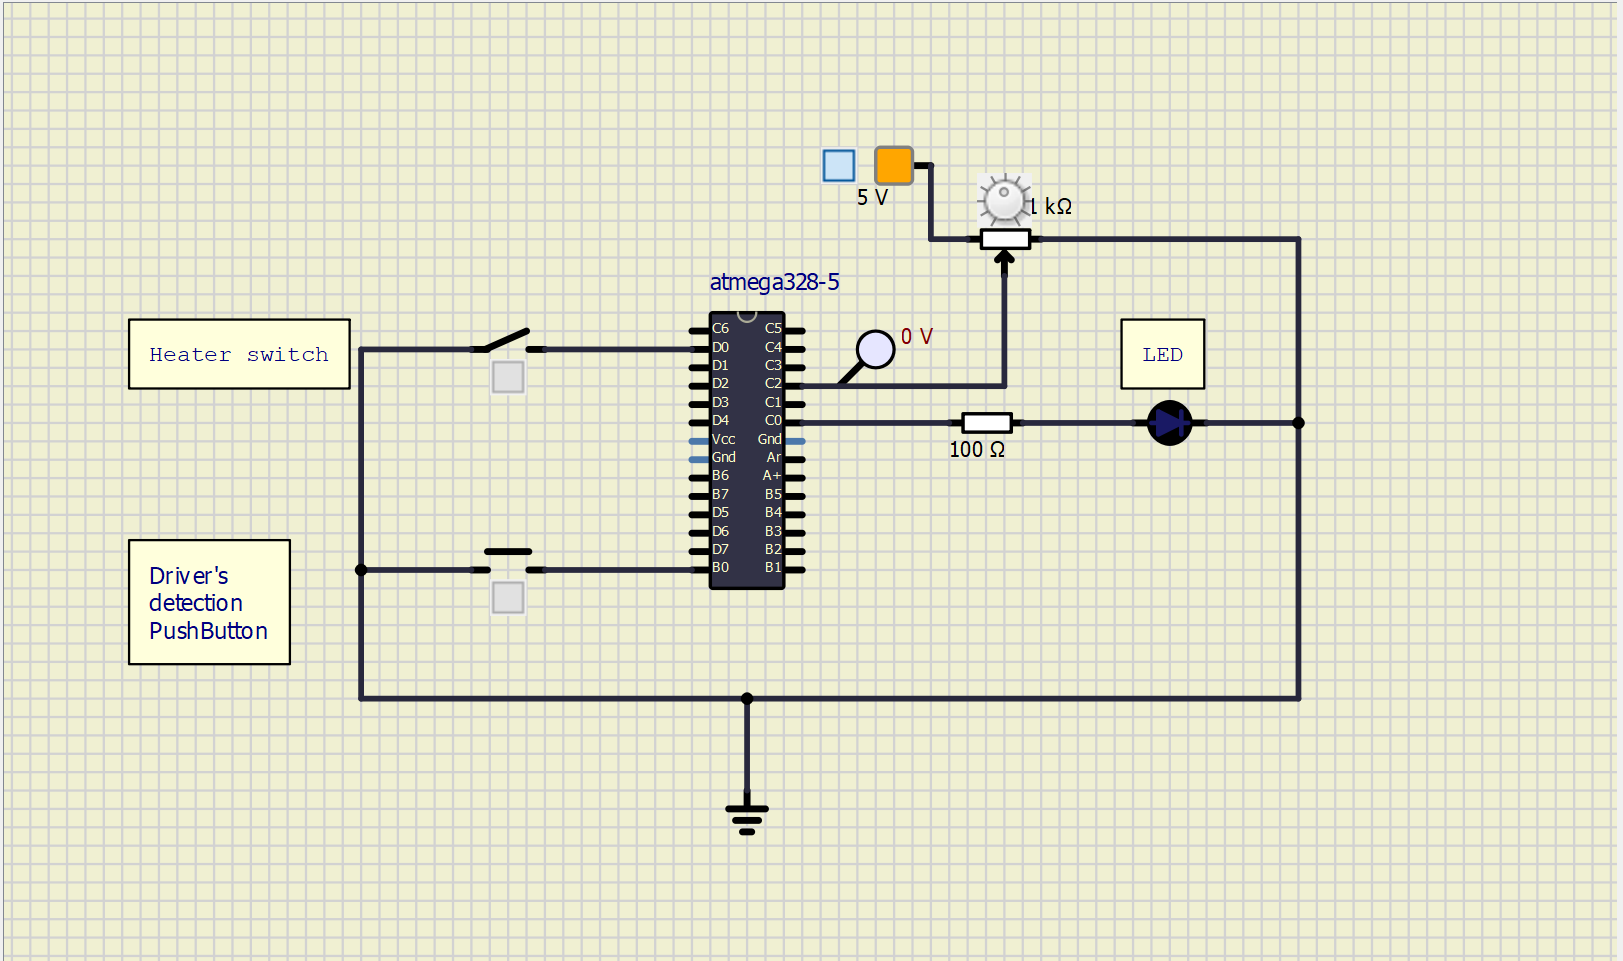 5 V
1 kΩ
atmega328-5
0 V
Heater switch
LED
C6 C5
D0 C4
D1 C3
D2 C2
D3 C1
D4 C0
Vcc Gnd
Gnd Ar
B6 A+
B7 B5
D5 B4
D6 B3
D7 B2
B0 B1
100 Ω
Driver's
detection
PushButton